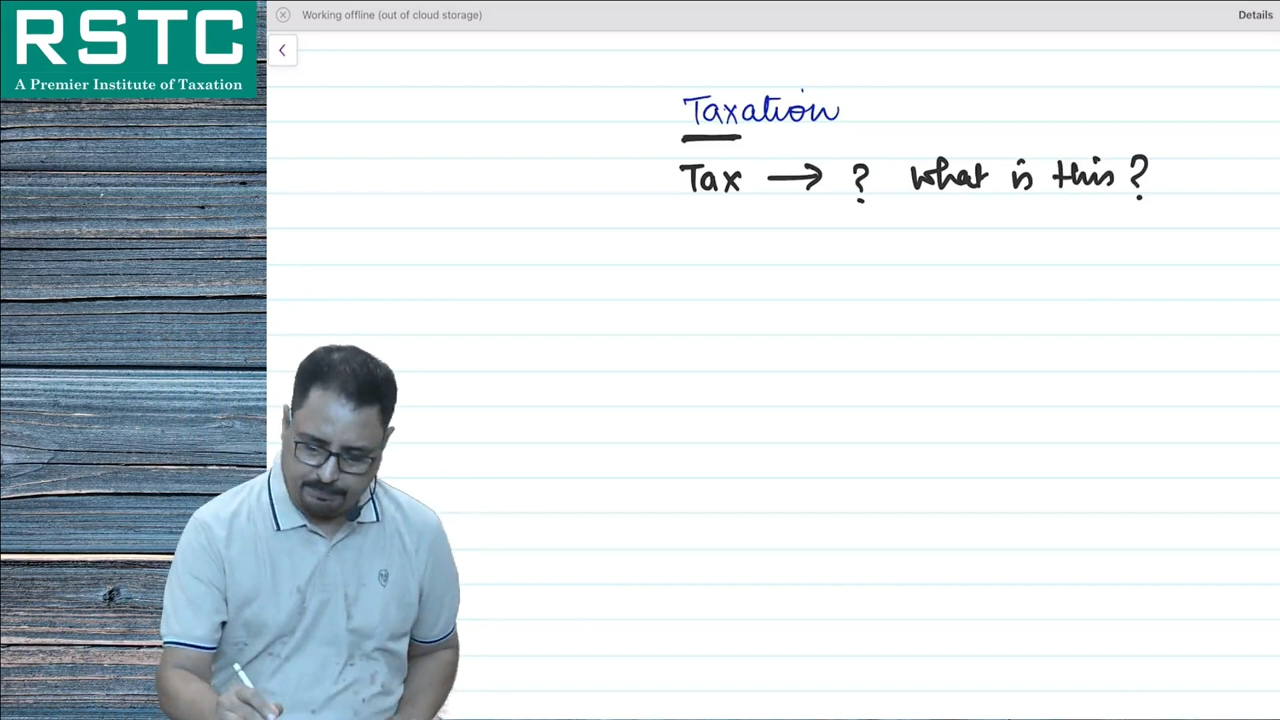 RSTC
A Premier Institute of Taxation
Working offline (out of cloud storage)
Details
Taxation
Tax → ? what is this ?